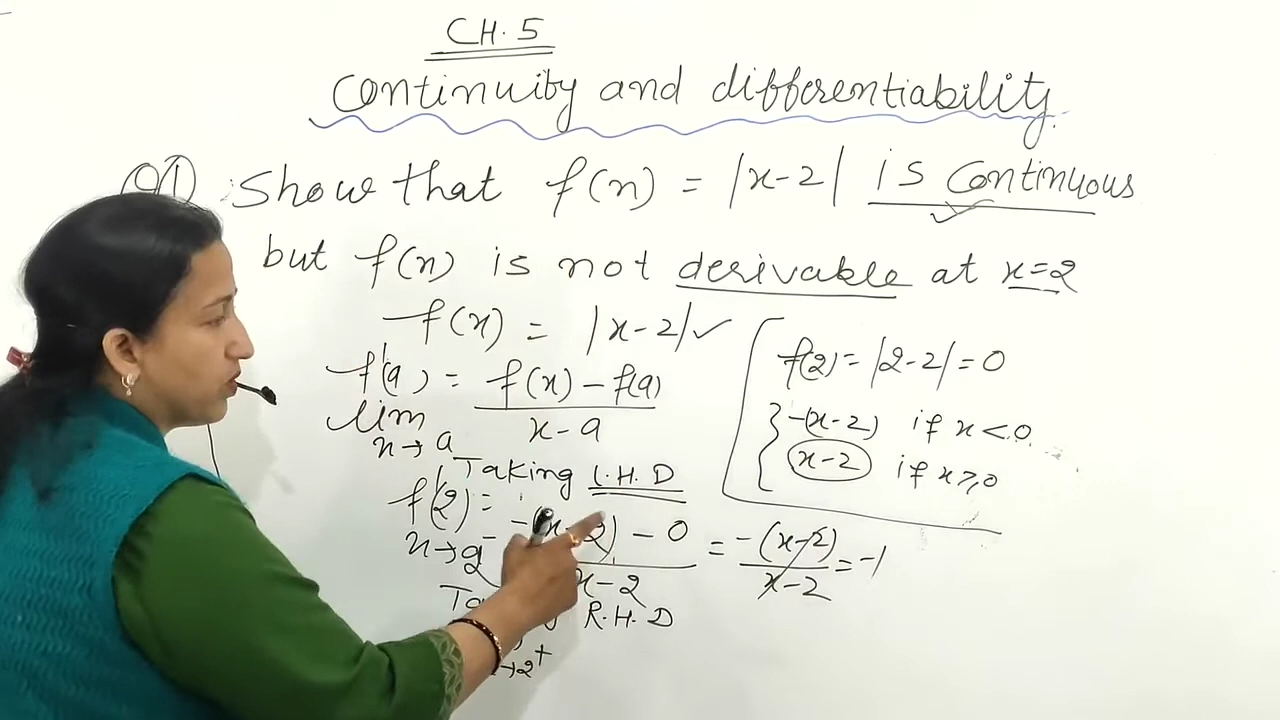 CH. 5
Continuity and differentiability.
Q1) Show that f(x) = |x-2| is continuous
but f(x) is not derivable at x=2
f(x) = |x-2| ✓
f'(a) = f(x) - f(a)
lim x-a
x→a
Taking L.H.D
f'(2) = -(x-2) - 0 = -(x-2) = -1
x→2⁻ x-2 x-2
R.H.D
→2⁺
f(2) = |2-2| = 0
-(x-2) if x<0
x-2 if x≥0